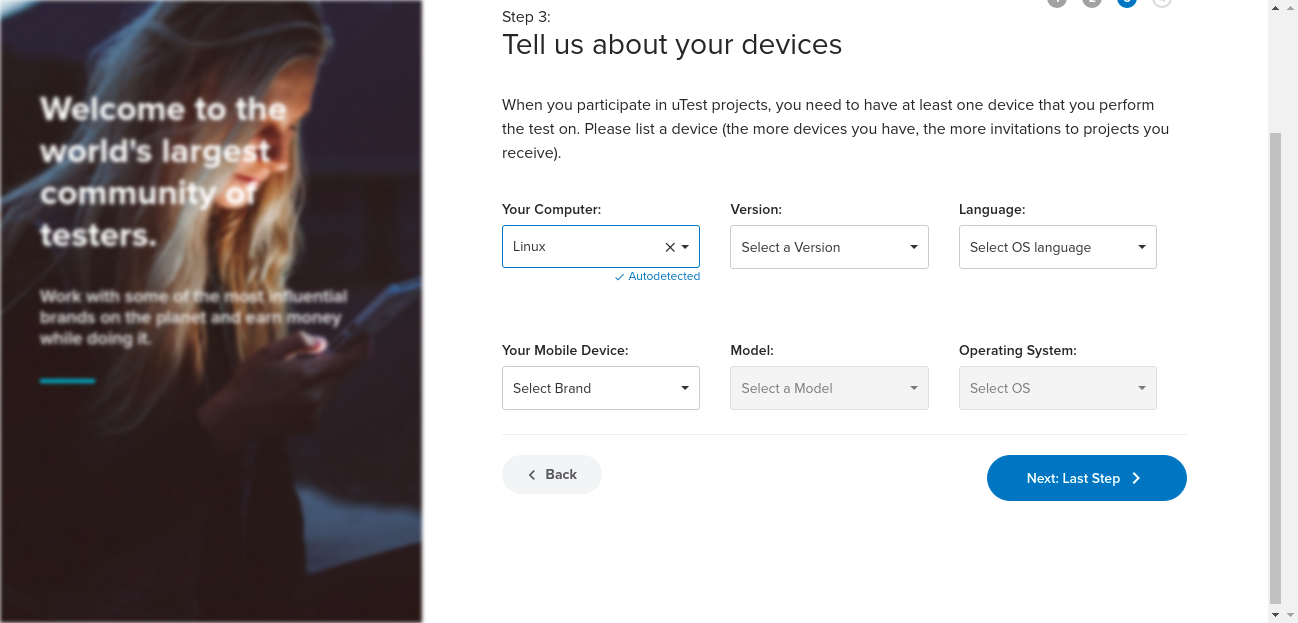 Welcome to the
world's largest
community of
testers.
Work with some of the most influential
brands on the planet and earn money
while doing it.
Step 3:
Tell us about your devices
When you participate in uTest projects, you need to have at least one device that you perform
the test on. Please list a device (the more devices you have, the more invitations to projects you
receive).
Your Computer: Version: Language:
Linux Select a Version Select OS language
Autodetected
Your Mobile Device: Model: Operating System:
Select Brand Select a Model Select OS
Back Next: Last Step